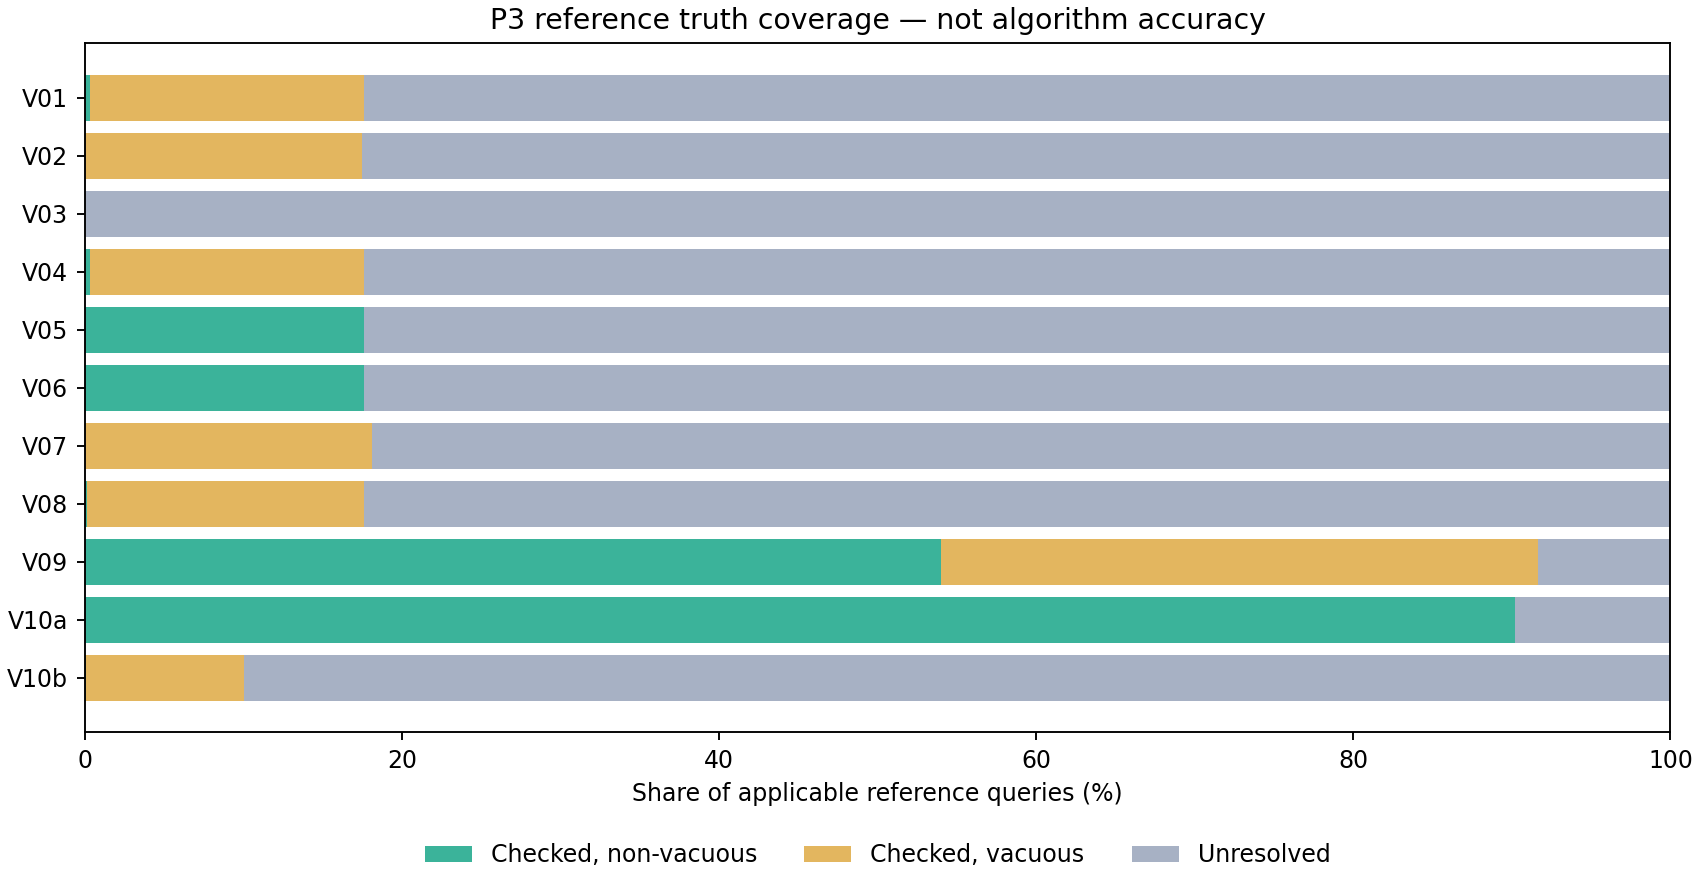 P3 reference truth coverage — not algorithm accuracy
V01
V02
V03
V04
V05
V06
V07
V08
V09
V10a
V10b
0 20 40 60 80 100
Share of applicable reference queries (%)
Checked, non-vacuous Checked, vacuous Unresolved